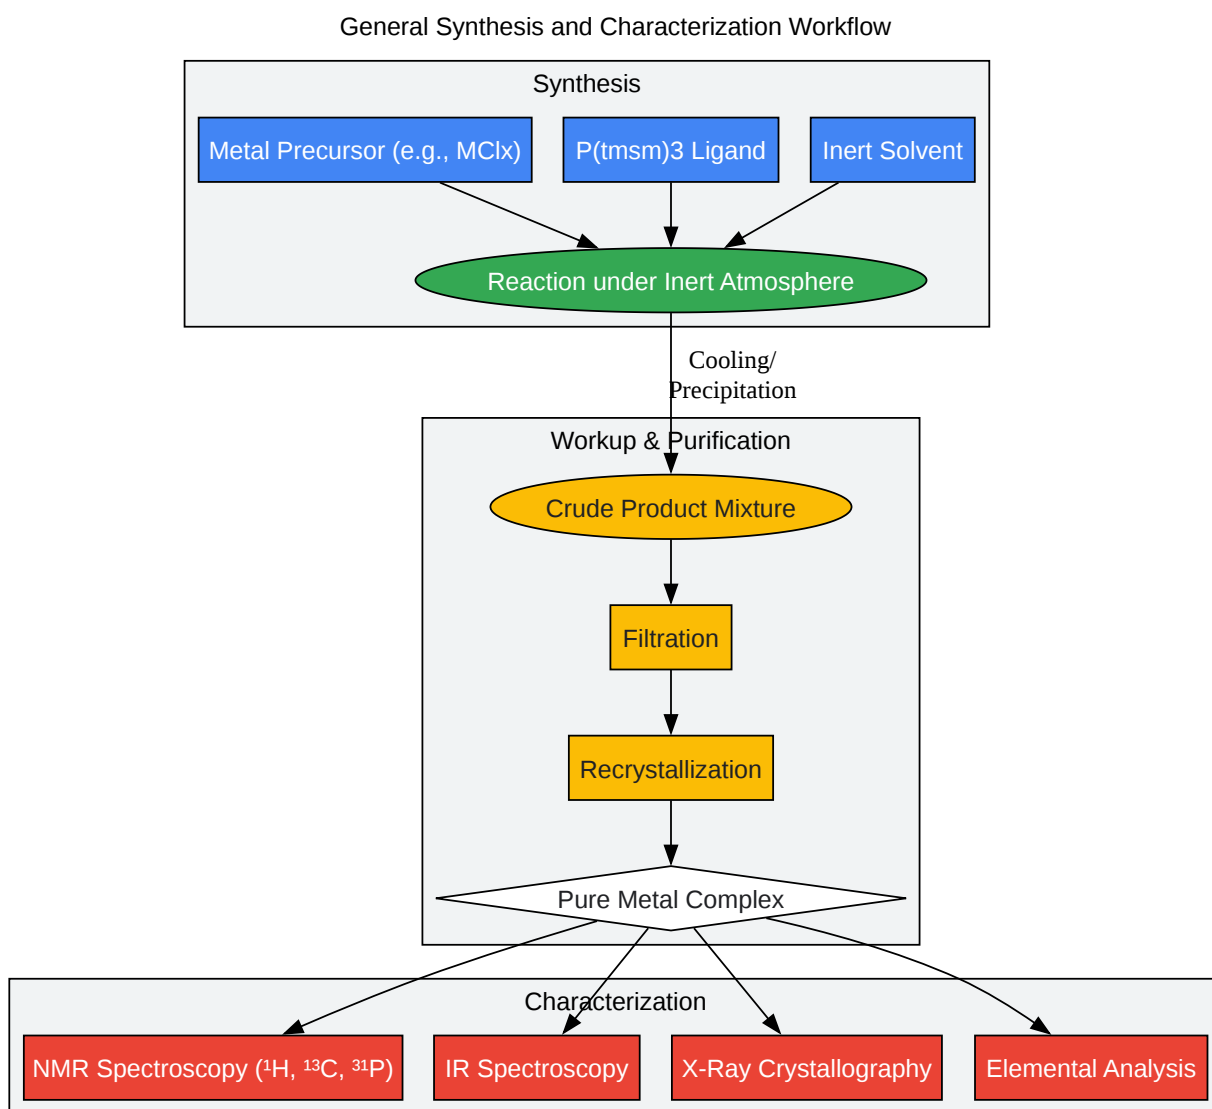 General Synthesis and Characterization Workflow
Synthesis
Metal Precursor (e.g., MClx)
P(tmsm)3 Ligand
Inert Solvent
Reaction under Inert Atmosphere
Cooling/
Precipitation
Workup & Purification
Crude Product Mixture
Filtration
Recrystallization
Pure Metal Complex
Characterization
NMR Spectroscopy (¹H, ¹³C, ³¹P)
IR Spectroscopy
X-Ray Crystallography
Elemental Analysis